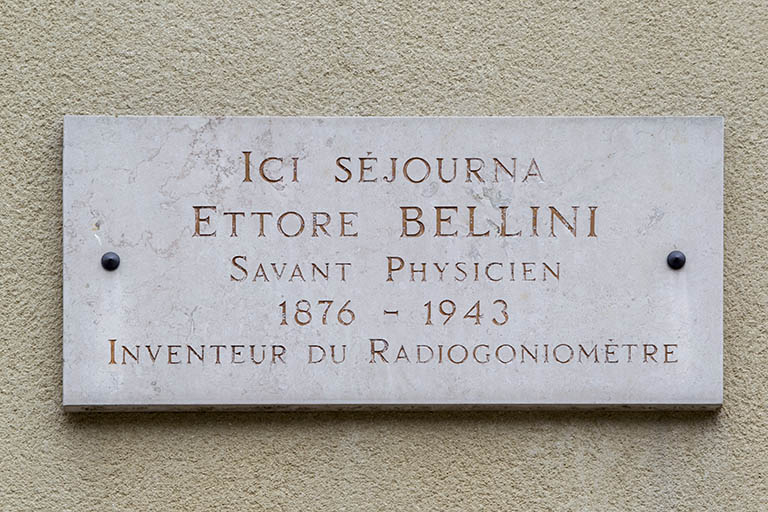 Ici séjourna
Ettore BELLINI
Savant Physicien
1876 - 1943
Inventeur du Radiogoniomètre